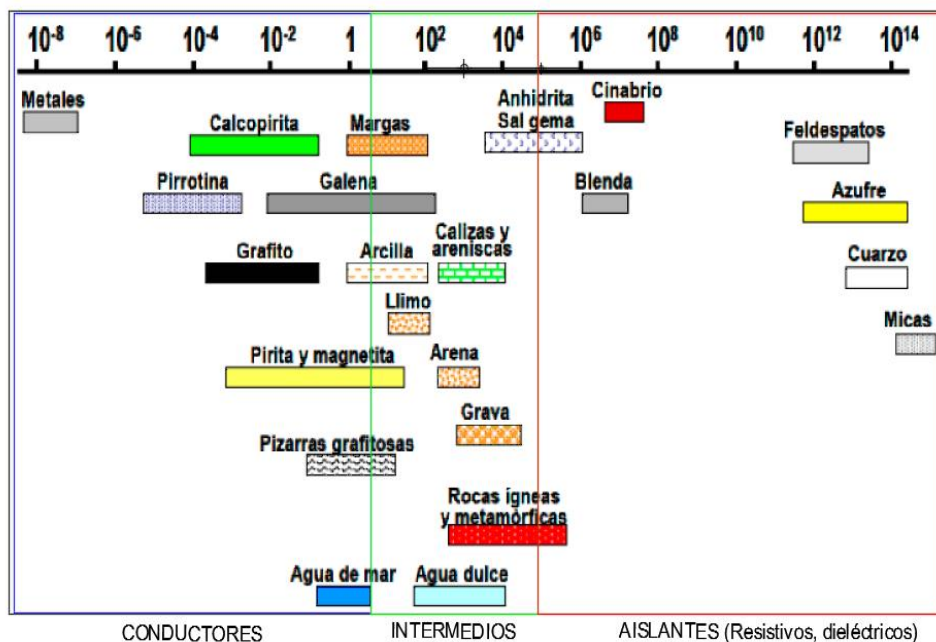 10⁻⁸ 10⁻⁶ 10⁻⁴ 10⁻² 1 10² 10⁴ 10⁶ 10⁸ 10¹⁰ 10¹² 10¹⁴
Metales
Calcopirita
Margas
Anhidrita
Sal gema
Cinabrio
Feldespatos
Pirrotina
Galena
Blenda
Azufre
Grafito
Arcilla
Calizas y
areniscas
Cuarzo
Llimo
Micas
Pirita y magnetita
Arena
Grava
Pizarras grafitosas
Rocas ígneas
y metamòrficas
Agua de mar
Agua dulce
CONDUCTORES
INTERMEDIOS
AISLANTES (Resistivos, dieléctricos)